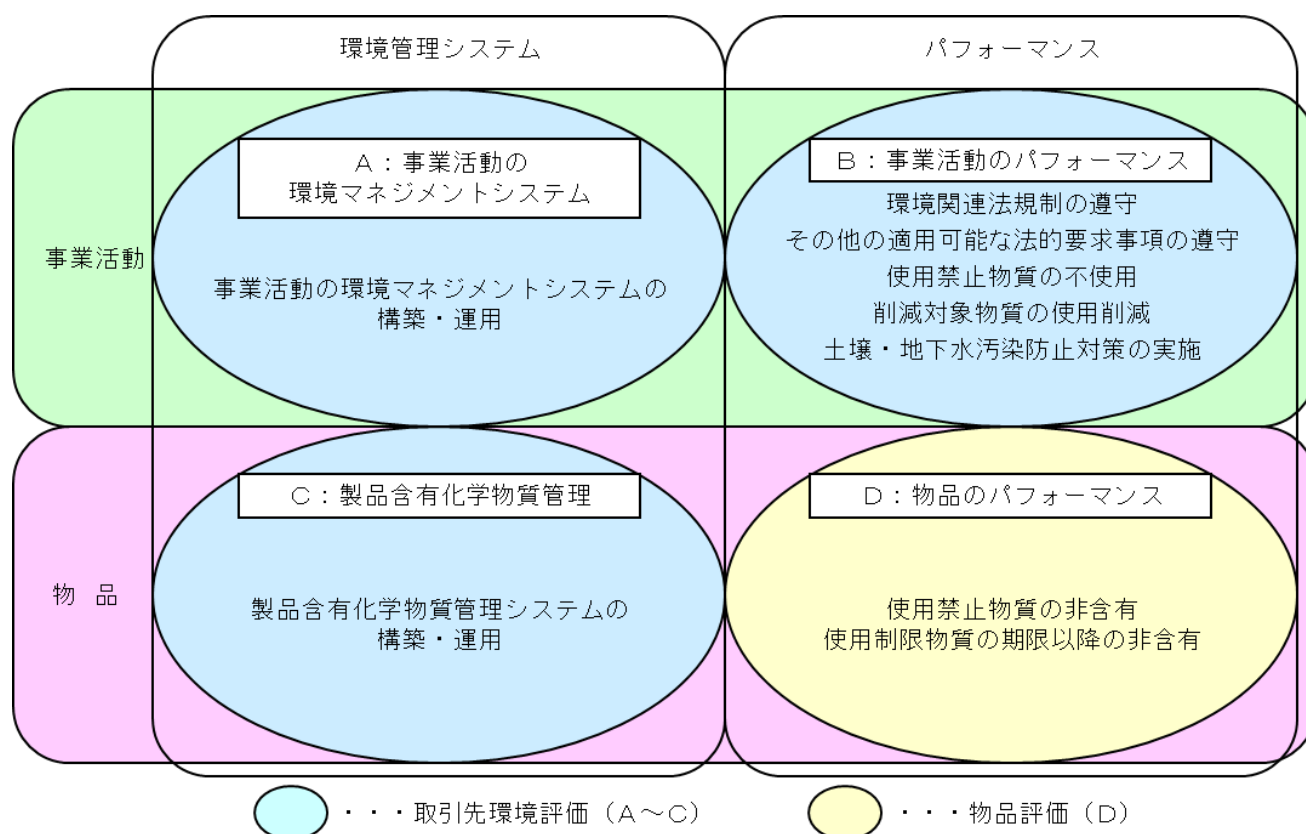 環境管理システム
パフォーマンス
事業活動
A：事業活動の
環境マネジメントシステム
事業活動の環境マネジメントシステムの
構築・運用
B：事業活動のパフォーマンス
環境関連法規制の遵守
その他の適用可能な法的要求事項の遵守
使用禁止物質の不使用
削減対象物質の使用削減
土壌・地下水汚染防止対策の実施
物 品
C：製品含有化学物質管理
製品含有化学物質管理システムの
構築・運用
D：物品のパフォーマンス
使用禁止物質の非含有
使用制限物質の期限以降の非含有
・・・取引先環境評価（A～C）
・・・物品評価（D）